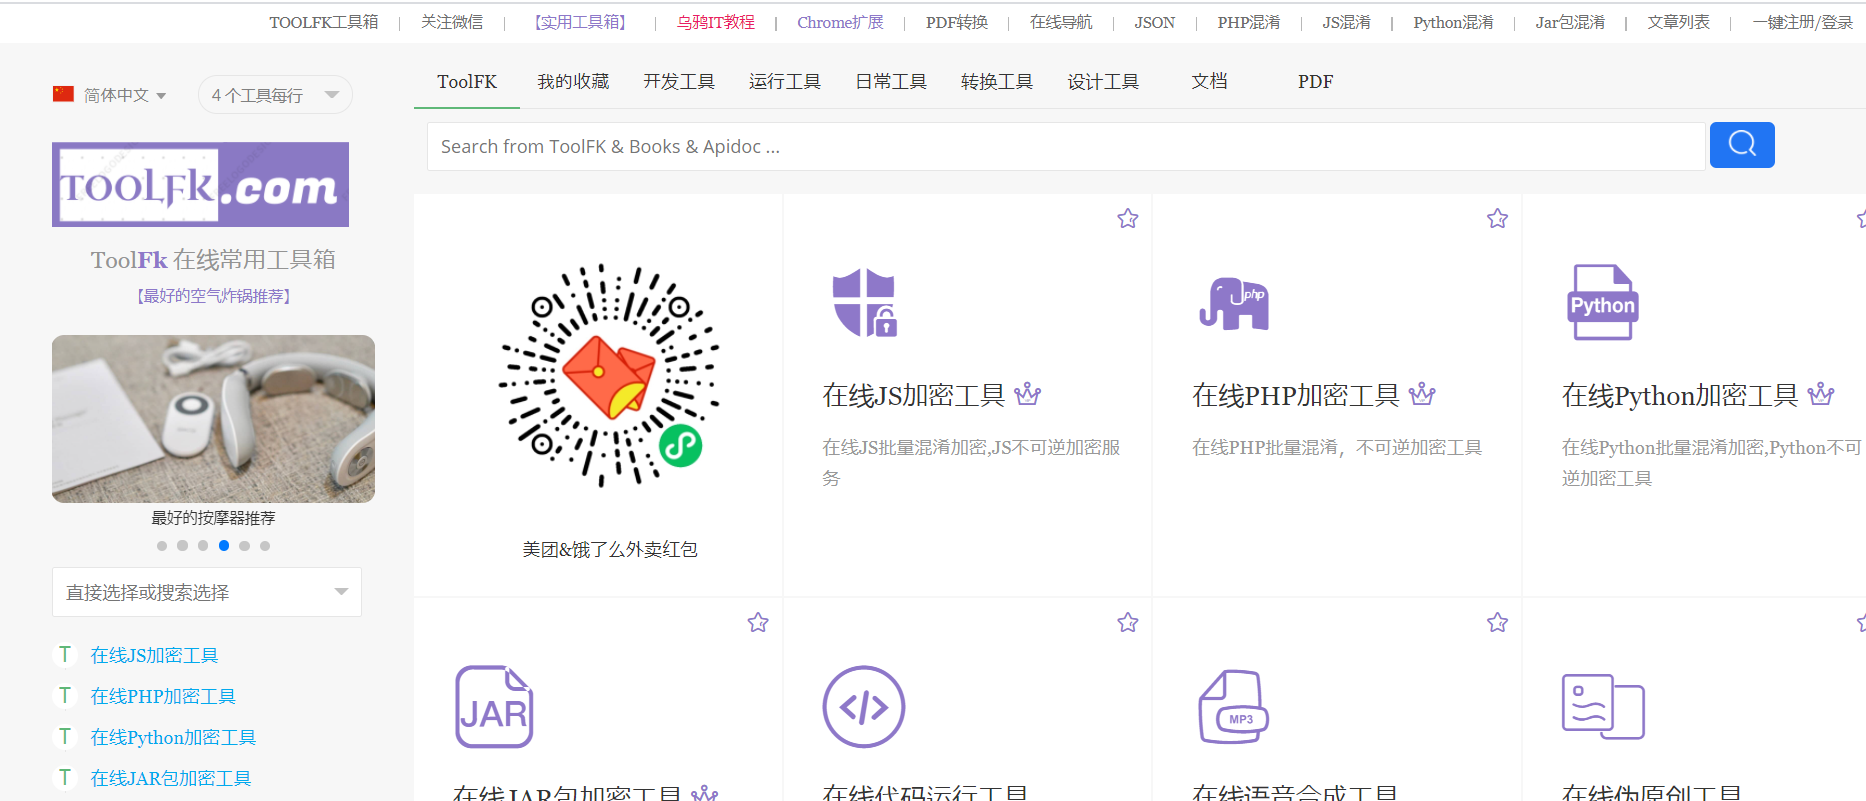 TOOLFK工具箱 | 关注微信 | 【实用工具箱】 | 乌鸦IT教程 | Chrome扩展 | PDF转换 | 在线导航 | JSON | PHP混淆 | JS混淆 | Python混淆 | Jar包混淆 | 文章列表 | 一键注册/登录
简体中文
4 个工具每行
ToolFK 我的收藏 开发工具 运行工具 日常工具 转换工具 设计工具 文档 PDF
Search from ToolFK & Books & Apidoc ...
TOOLFK.com
ToolFk 在线常用工具箱
【最好的空气炸锅推荐】
最好的按摩器推荐
直接选择或搜索选择
T 在线JS加密工具
T 在线PHP加密工具
T 在线Python加密工具
T 在线JAR包加密工具
美团&饿了么外卖红包
在线JS加密工具
在线JS批量混淆加密,JS不可逆加密服
务
php
在线PHP加密工具
在线PHP批量混淆，不可逆加密工具
Python
在线Python加密工具
在线Python批量混淆加密,Python不可
逆加密工具
JAR
在线JAR包加密工具
</>
在线代码运行工具
MP3
在线语音合成工具
在线伪原创工具